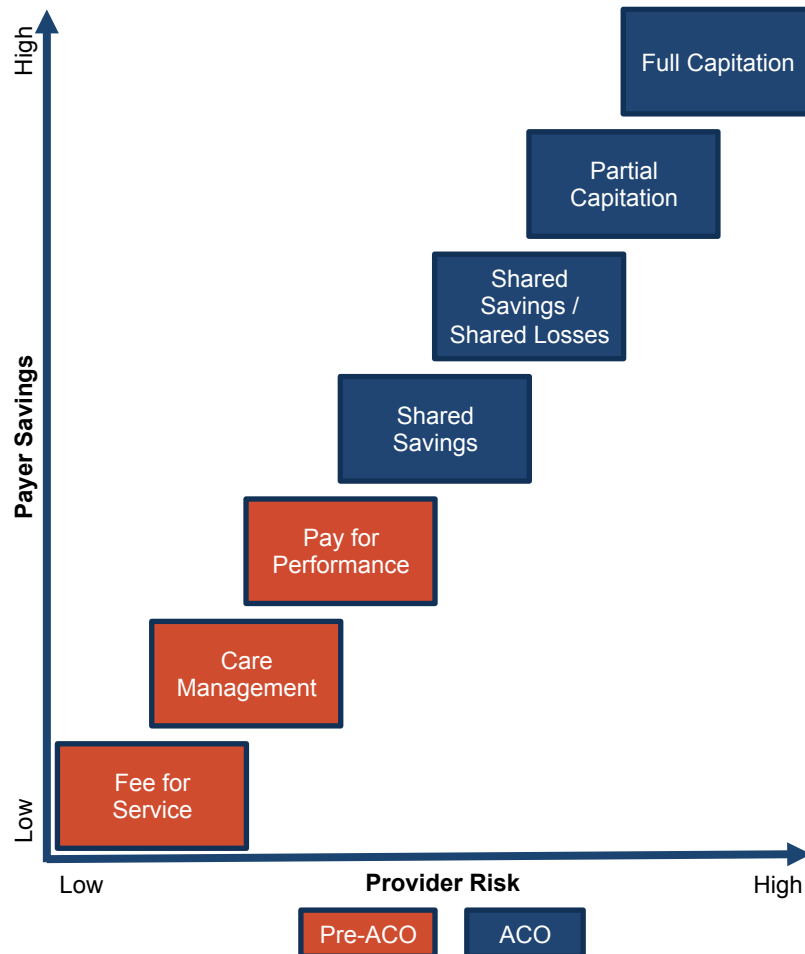 High
Full Capitation
Partial
Capitation
Shared
Savings /
Shared Losses
Payer Savings
Shared
Savings
Pay for
Performance
Care
Management
Fee for
Service
Low
Low
Provider Risk
High
Pre-ACO
ACO